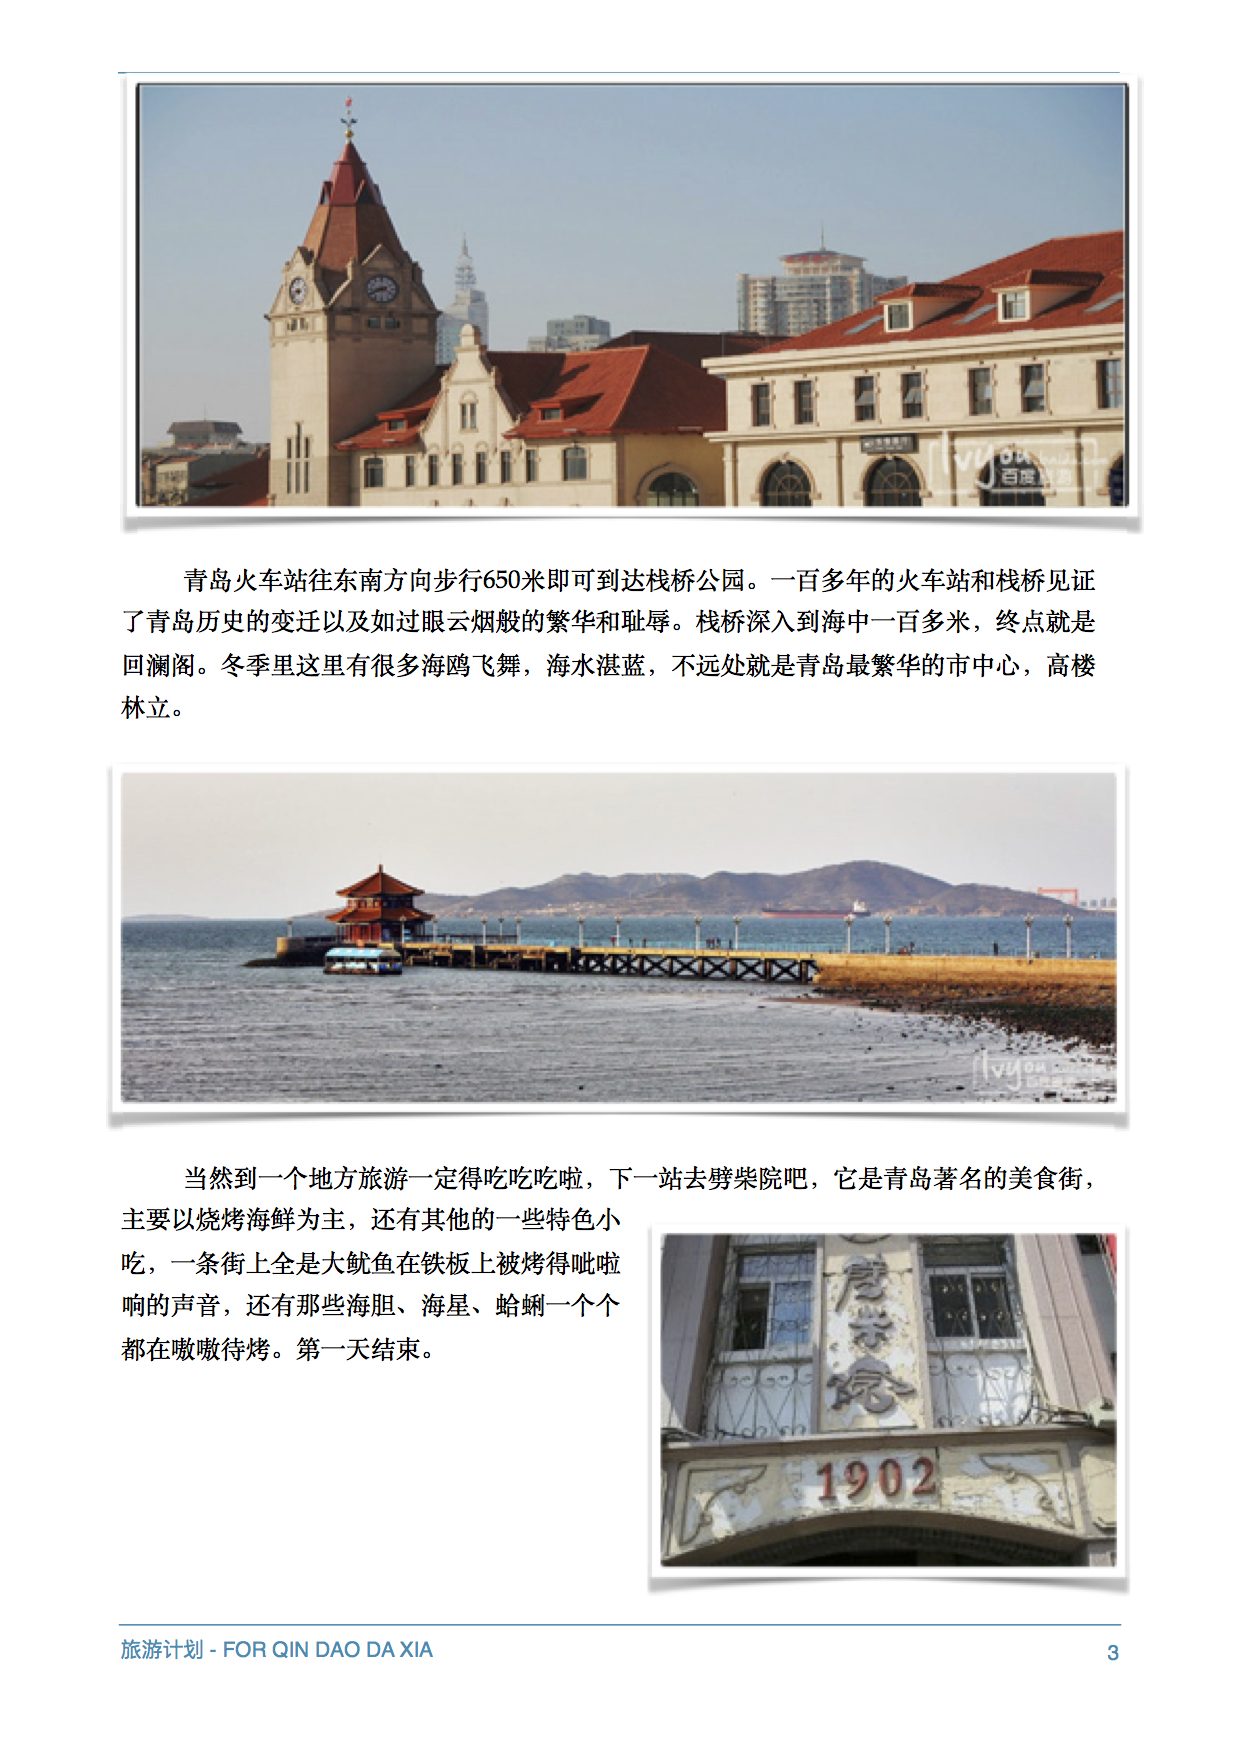 lvyou.baidu.com
百度旅游
青岛火车站往东南方向步行650米即可到达栈桥公园。一百多年的火车站和栈桥见证
了青岛历史的变迁以及如过眼云烟般的繁华和耻辱。栈桥深入到海中一百多米，终点就是
回澜阁。冬季里这里有很多海鸥飞舞，海水湛蓝，不远处就是青岛最繁华的市中心，高楼
林立。
当然到一个地方旅游一定得吃吃吃啦，下一站去劈柴院吧，它是青岛著名的美食街，
主要以烧烤海鲜为主，还有其他的一些特色小
吃，一条街上全是大鱿鱼在铁板上被烤得呲啦
响的声音，还有那些海胆、海星、蛤蜊一个个
都在嗷嗷待烤。第一天结束。
劈柴院
1902
旅游计划 - FOR QIN DAO DA XIA
3